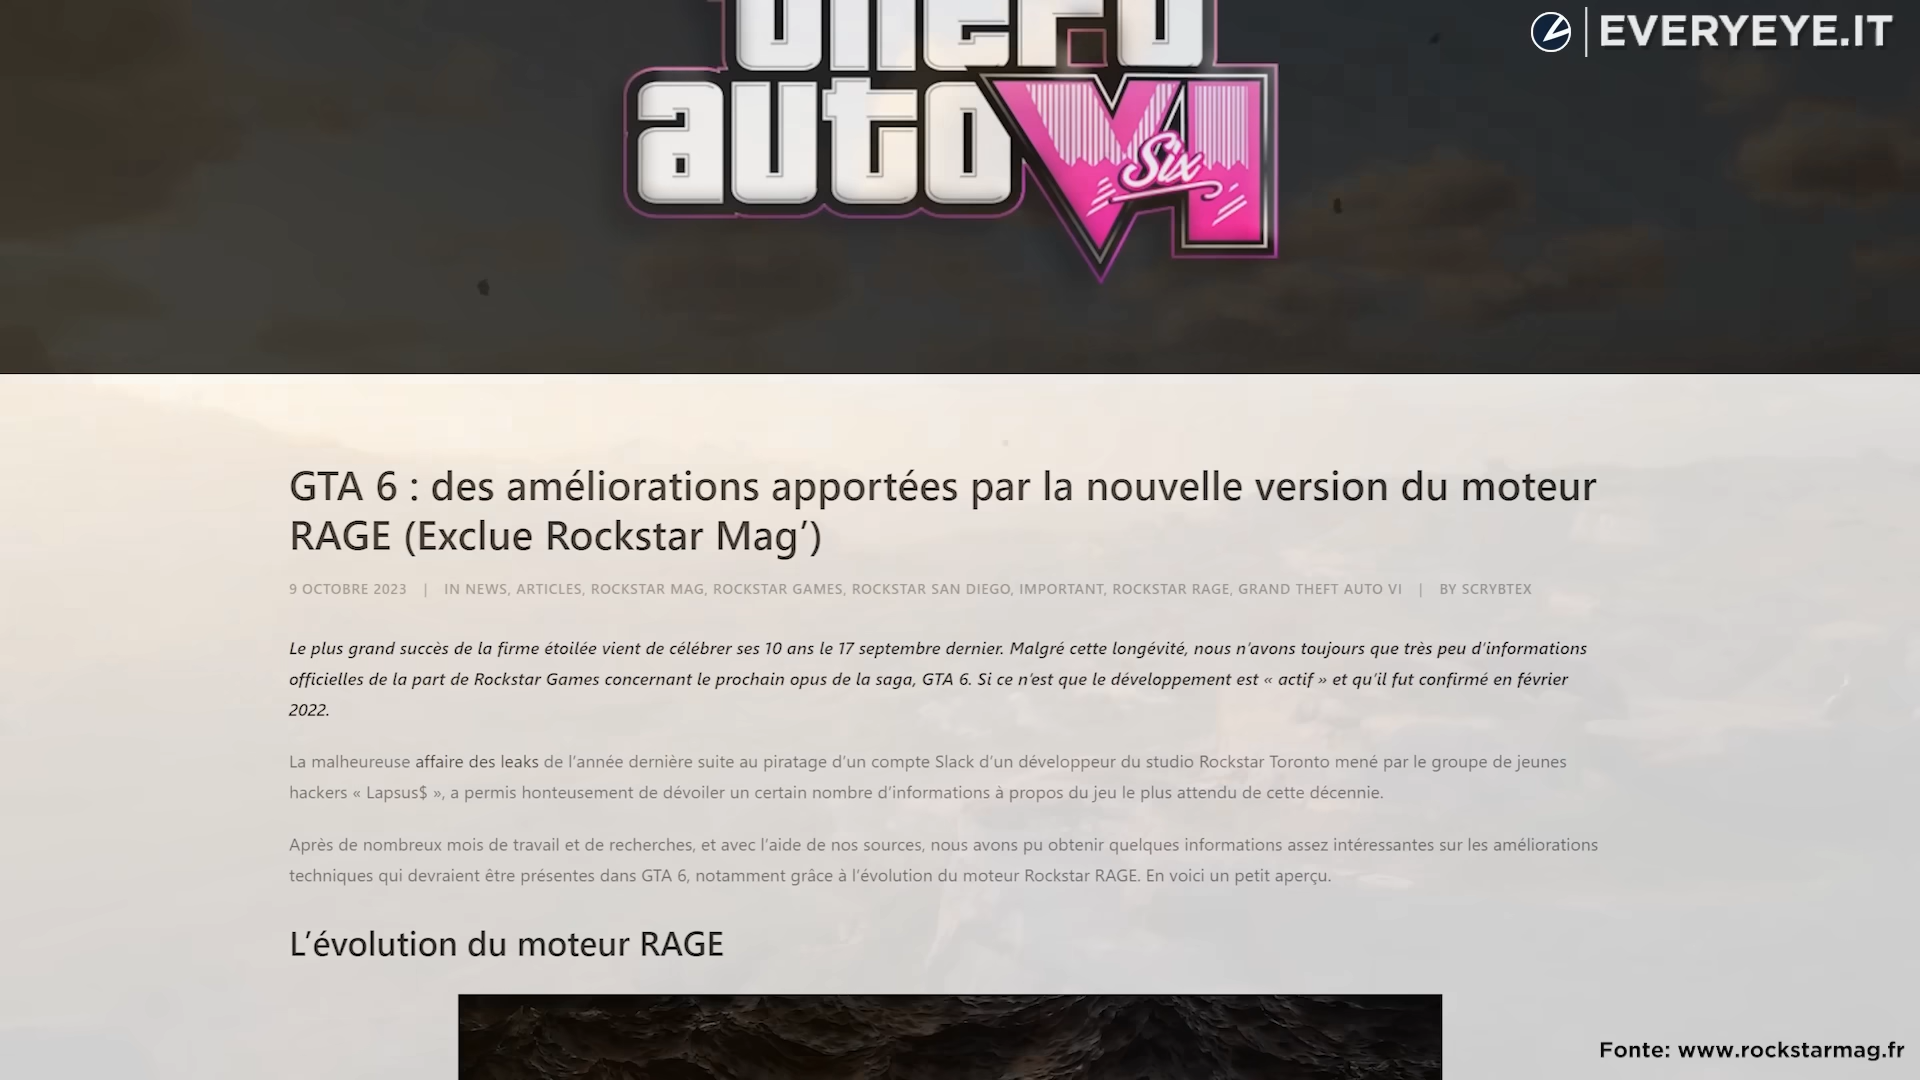 EVERYEYE.IT
theft
auto VI
Six
GTA 6 : des améliorations apportées par la nouvelle version du moteur
RAGE (Exclue Rockstar Mag’)
9 OCTOBRE 2023 | IN NEWS, ARTICLES, ROCKSTAR MAG, ROCKSTAR GAMES, ROCKSTAR SAN DIEGO, IMPORTANT, ROCKSTAR RAGE, GRAND THEFT AUTO VI | BY SCRYBTEX
Le plus grand succès de la firme étoilée vient de célébrer ses 10 ans le 17 septembre dernier. Malgré cette longévité, nous n’avons toujours que très peu d’informations
officielles de la part de Rockstar Games concernant le prochain opus de la saga, GTA 6. Si ce n’est que le développement est « actif » et qu’il fut confirmé en février
2022.
La malheureuse affaire des leaks de l’année dernière suite au piratage d’un compte Slack d’un développeur du studio Rockstar Toronto mené par le groupe de jeunes
hackers « Lapsus$ », a permis honteusement de dévoiler un certain nombre d’informations à propos du jeu le plus attendu de cette décennie.
Après de nombreux mois de travail et de recherches, et avec l’aide de nos sources, nous avons pu obtenir quelques informations assez intéressantes sur les améliorations
techniques qui devraient être présentes dans GTA 6, notamment grâce à l’évolution du moteur Rockstar RAGE. En voici un petit aperçu.
L’évolution du moteur RAGE
Fonte: www.rockstarmag.fr